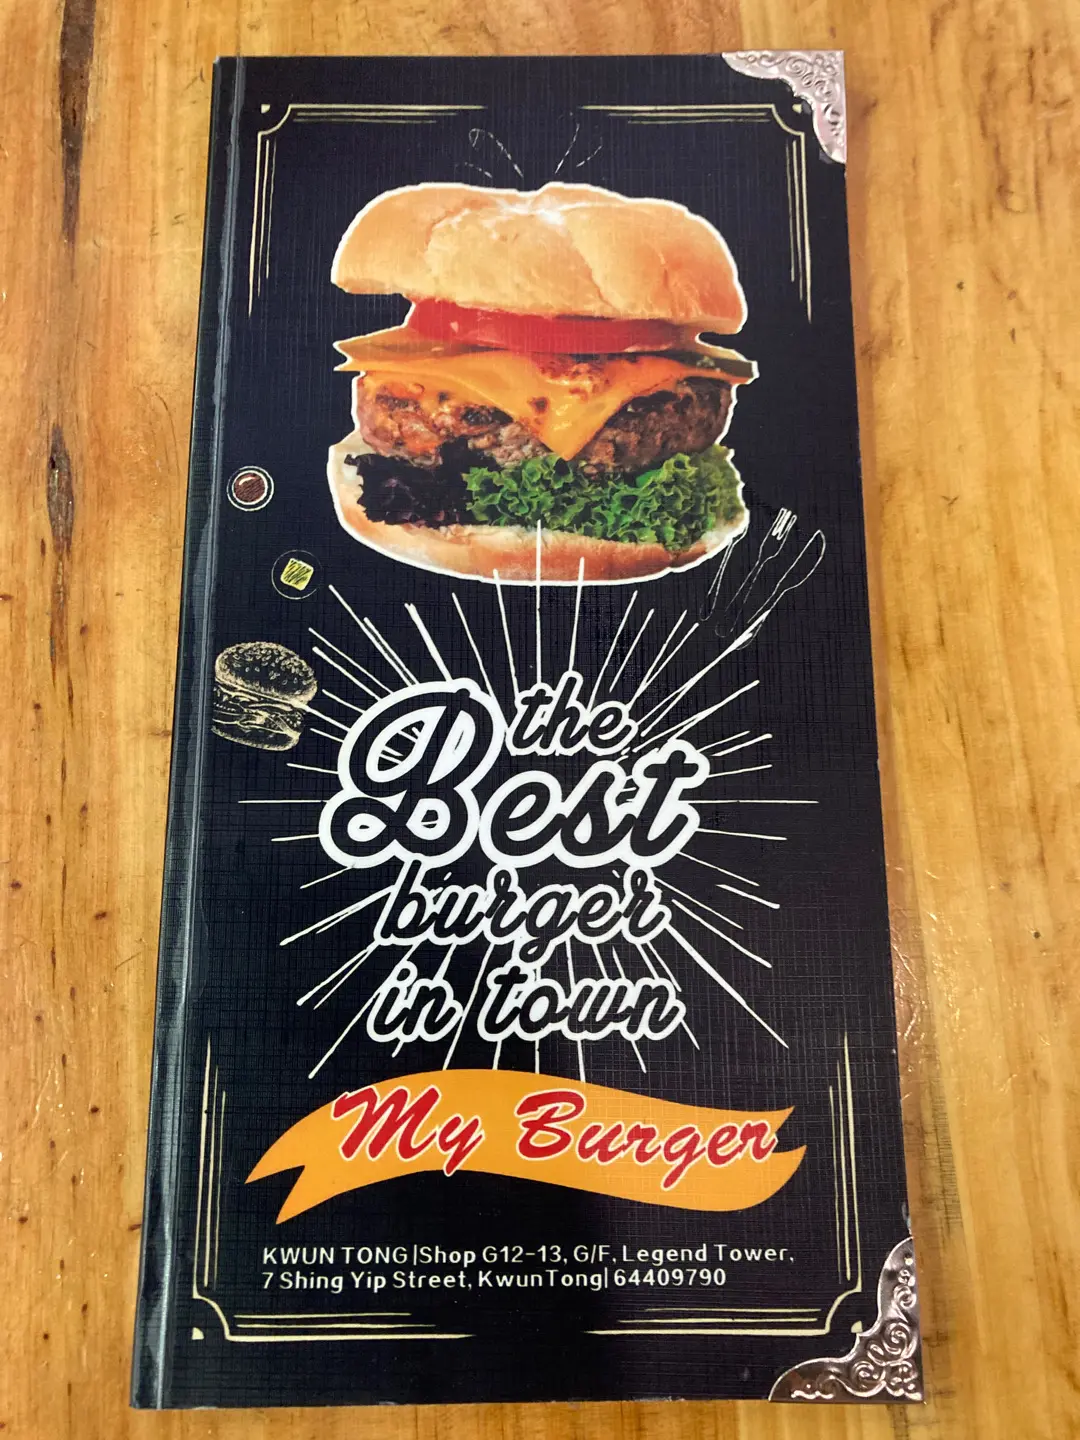 the
Best
burger
in town
My Burger
KWUN TONG|Shop G12-13, G/F, Legend Tower,
7 Shing Yip Street, KwunTong| 64409790